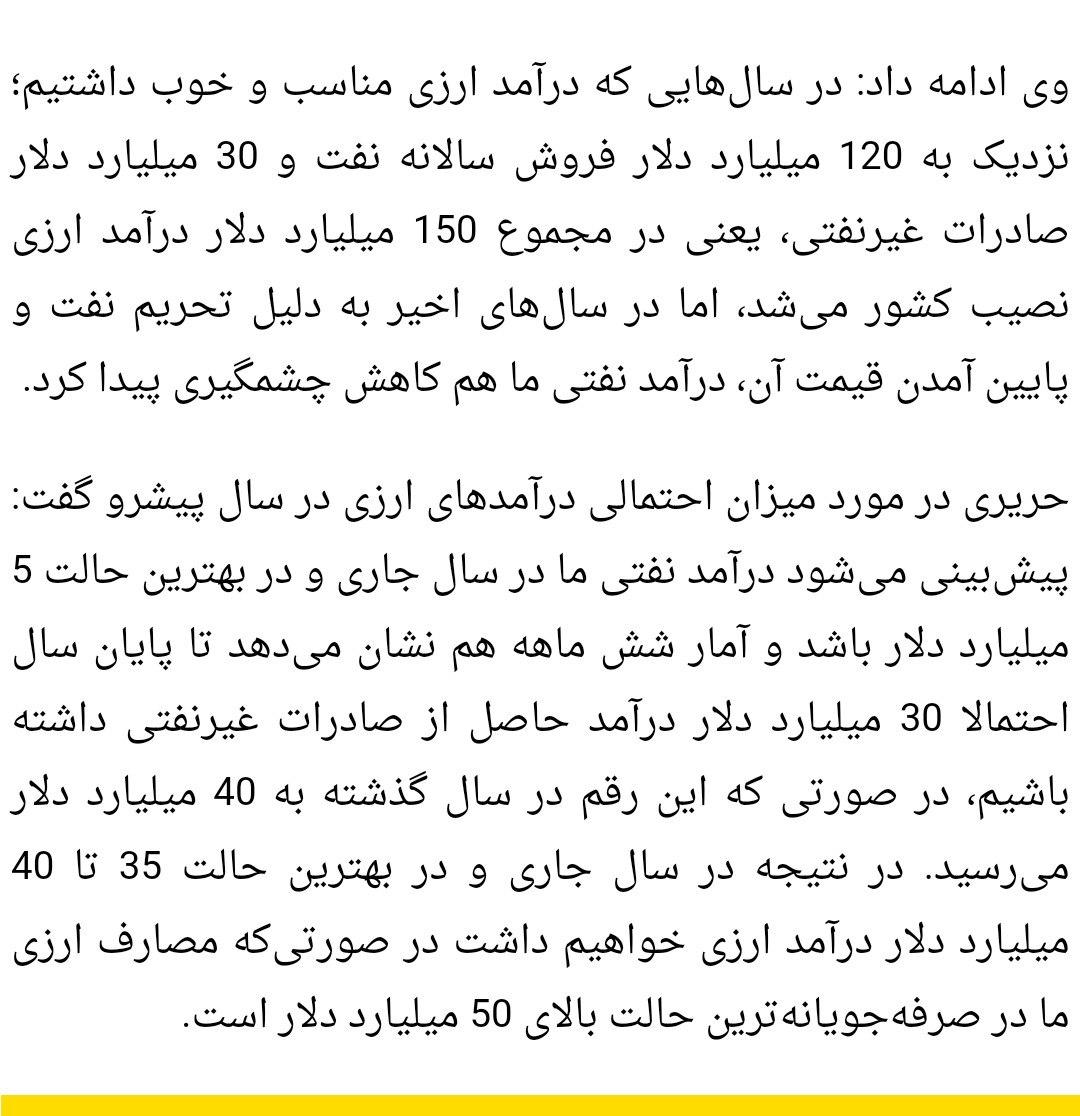 وی ادامه داد: در سال‌هایی که درآمد ارزی مناسب و خوب داشتیم؛
نزدیک به 120 میلیارد دلار فروش سالانه نفت و 30 میلیارد دلار
صادرات غیرنفتی، یعنی در مجموع 150 میلیارد دلار درآمد ارزی
نصیب کشور می‌شد، اما در سال‌های اخیر به دلیل تحریم نفت و
پایین آمدن قیمت آن، درآمد نفتی ما هم کاهش چشمگیری پیدا کرد.
حریری در مورد میزان احتمالی درآمدهای ارزی در سال پیشرو گفت:
پیش‌بینی می‌شود درآمد نفتی ما در سال جاری و در بهترین حالت 5
میلیارد دلار باشد و آمار شش ماهه هم نشان می‌دهد تا پایان سال
احتمالا 30 میلیارد دلار درآمد حاصل از صادرات غیرنفتی داشته
باشیم، در صورتی که این رقم در سال گذشته به 40 میلیارد دلار
می‌رسید. در نتیجه در سال جاری و در بهترین حالت 35 تا 40
میلیارد دلار درآمد ارزی خواهیم داشت در صورتی‌که مصارف ارزی
ما در صرفه‌جویانه‌ترین حالت بالای 50 میلیارد دلار است.